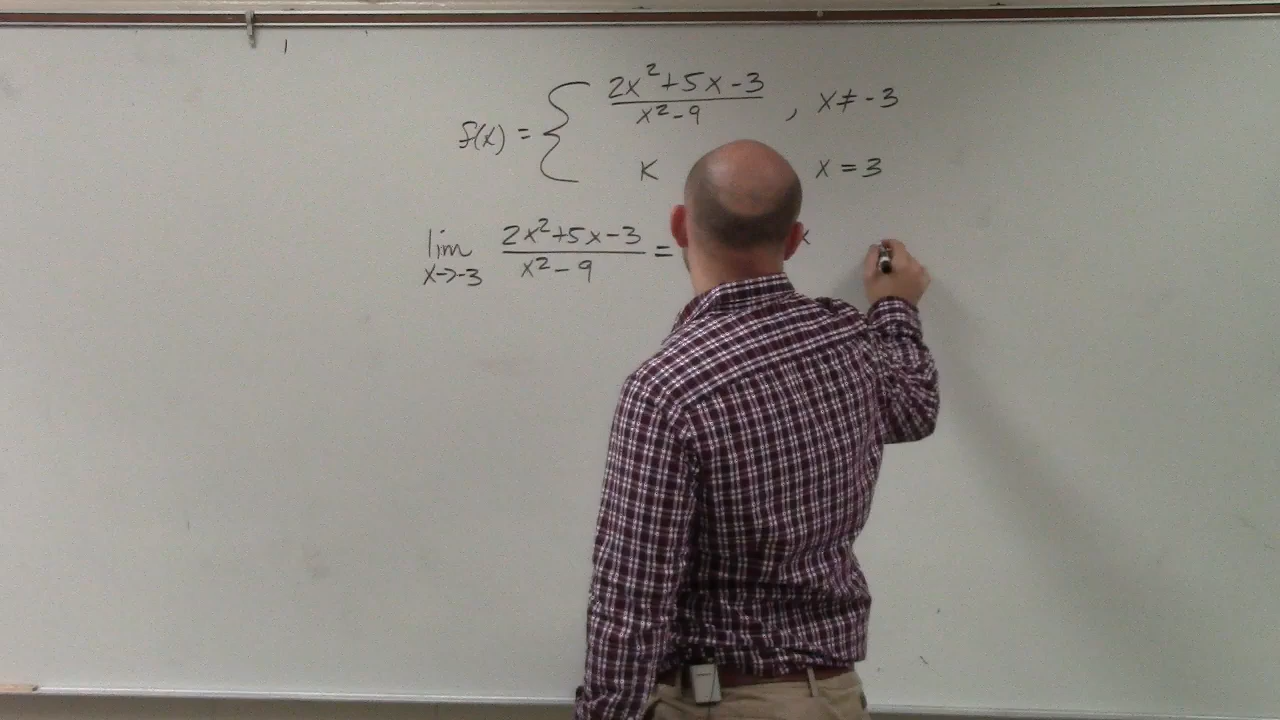 f(x) = { 2x²+5x-3 / x²-9 , x≠-3
K x = 3
lim x→-3 2x²+5x-3 / x²-9 = x